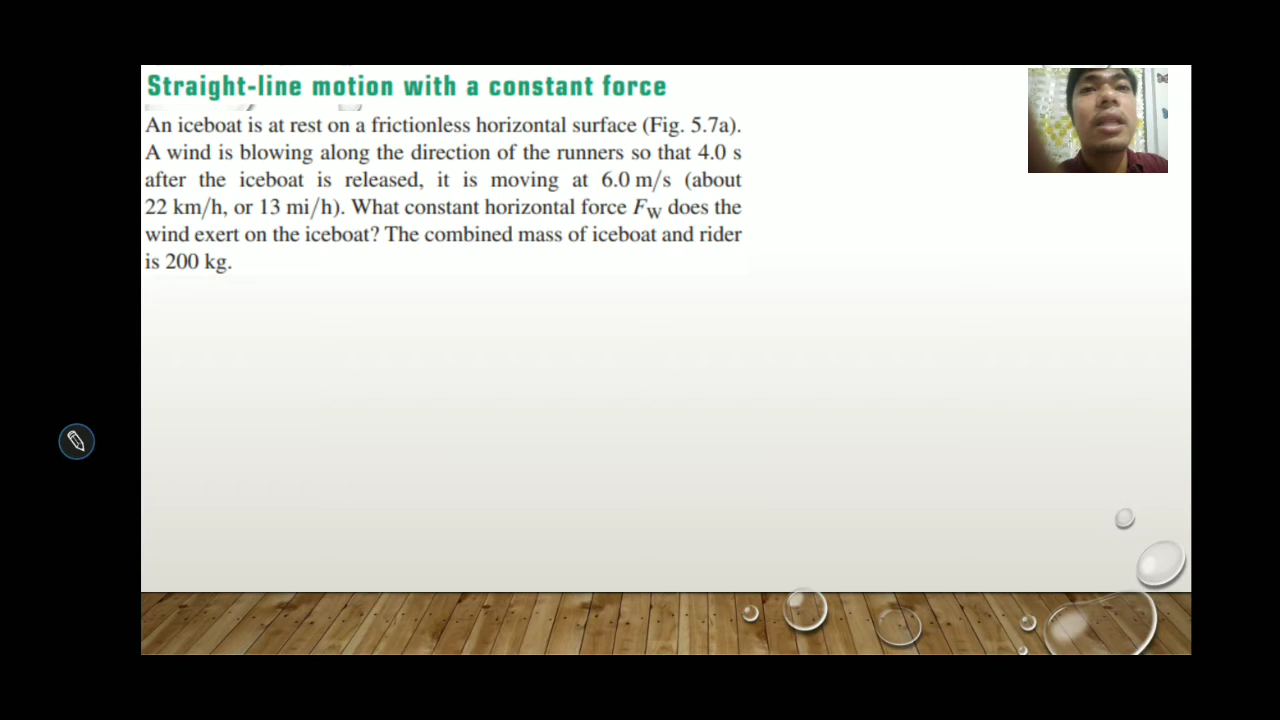 Straight-line motion with a constant force
An iceboat is at rest on a frictionless horizontal surface (Fig. 5.7a).
A wind is blowing along the direction of the runners so that 4.0 s
after the iceboat is released, it is moving at 6.0 m/s (about
22 km/h, or 13 mi/h). What constant horizontal force FW does the
wind exert on the iceboat? The combined mass of iceboat and rider
is 200 kg.